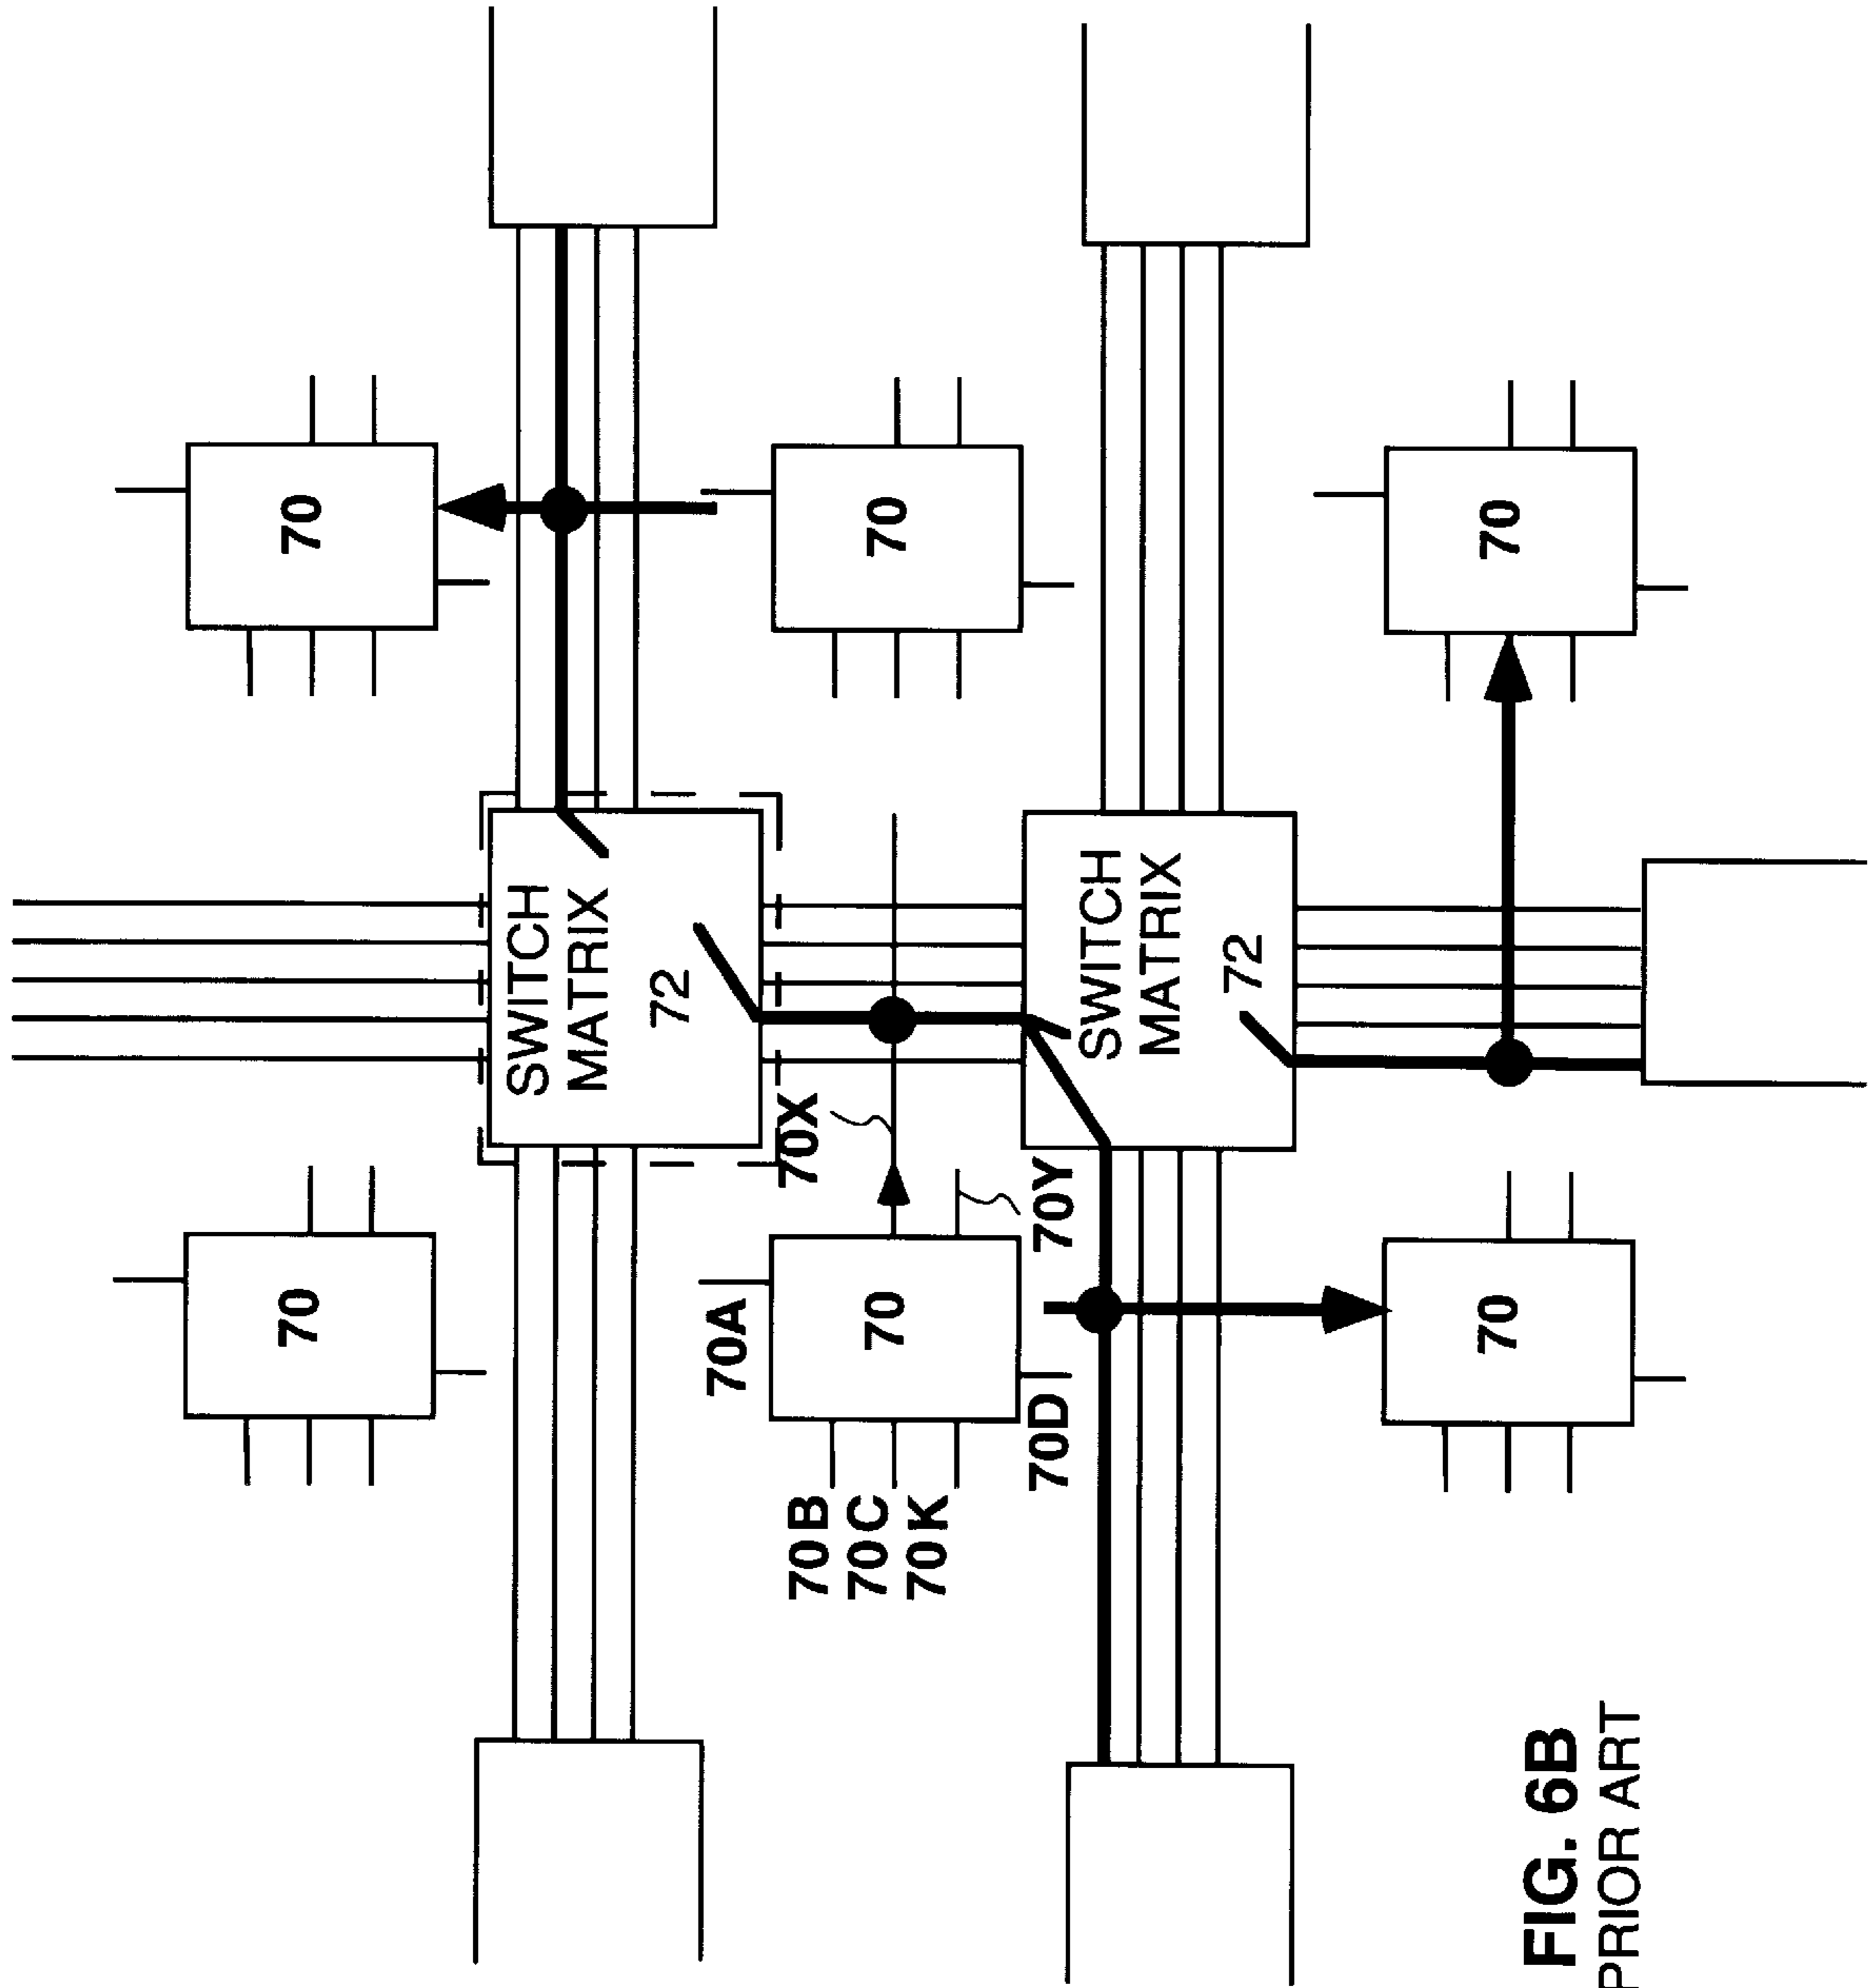 70
70
SWITCH
MATRIX
72
70A
70B
70C
70K
70
70X
70
70D
70Y
SWITCH
MATRIX
72
70
70
FIG. 6B
PRIOR ART